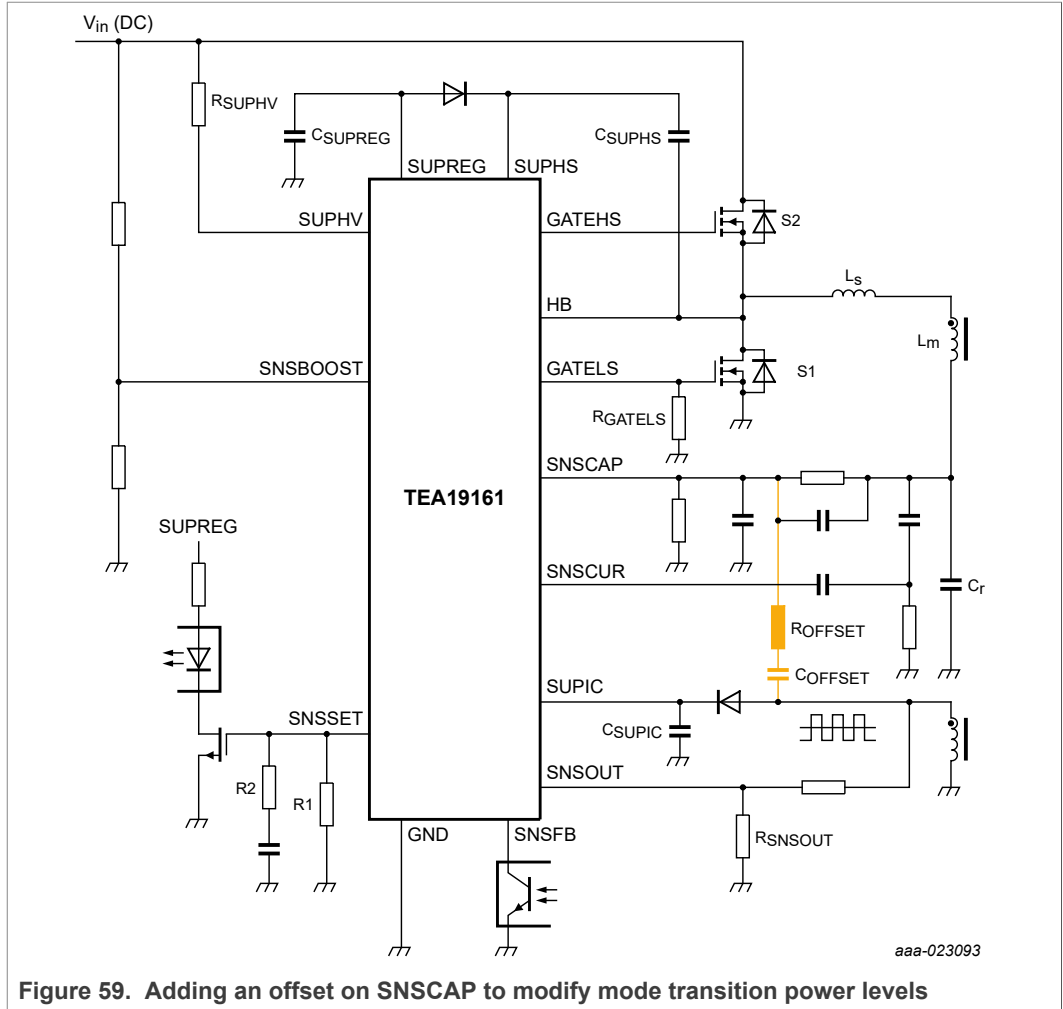 Vin (DC)
RSUPHV
CSUPREG
CSUPHS
SUPREG
SUPHS
SUPHV
GATEHS
S2
Ls
HB
Lm
SNSBOOST
GATELS
S1
RGATELS
SNSCAP
TEA19161
SUPREG
SNSCUR
Cr
ROFFSET
COFFSET
SUPIC
SNSSET
CSUPIC
SNSOUT
R2
R1
GND
SNSFB
RSNSOUT
aaa-023093
Figure 59. Adding an offset on SNSCAP to modify mode transition power levels